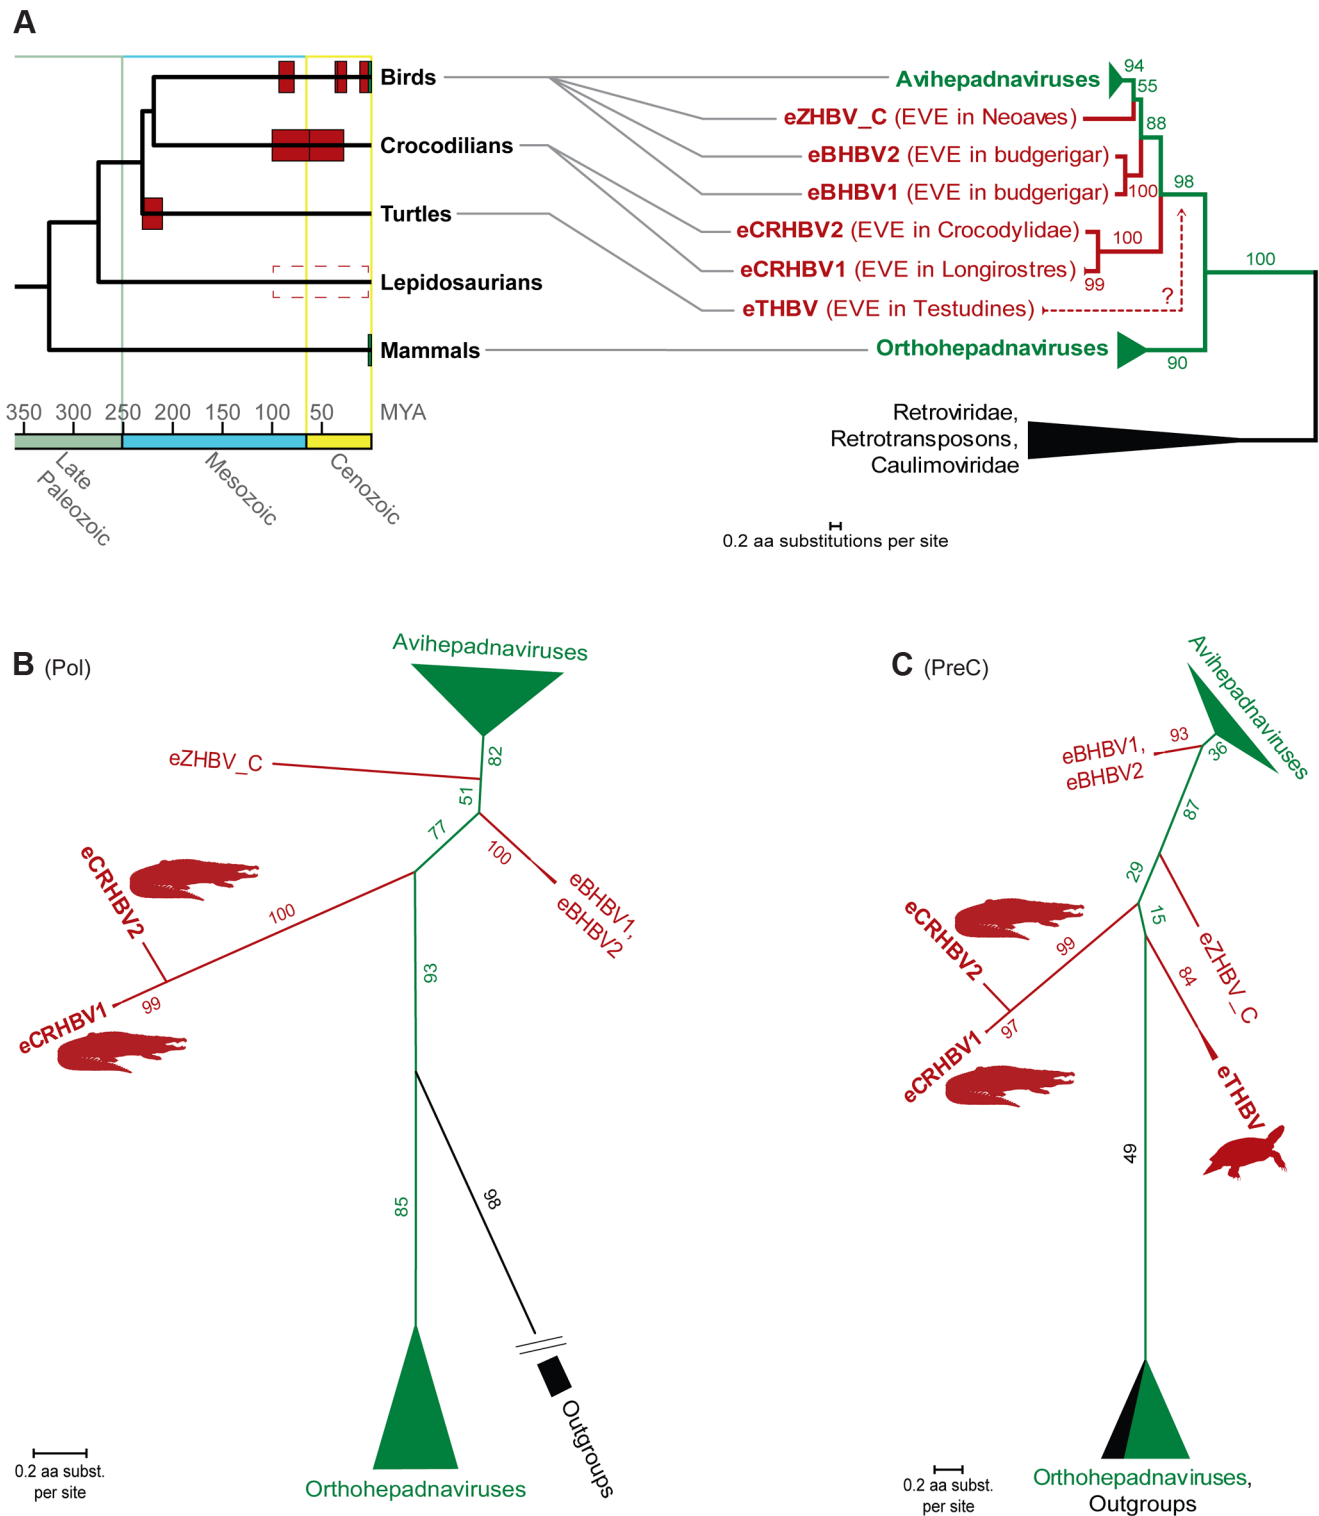 A
Birds
Crocodilians
Turtles
Lepidosaurians
Mammals
350 300 250 200 150 100 50 MYA
Late
Paleozoic
Mesozoic
Cenozoic
Avihepadnaviruses
eZHBV_C (EVE in Neoaves)
eBHBV2 (EVE in budgerigar)
eBHBV1 (EVE in budgerigar)
eCRHBV2 (EVE in Crocodylidae)
eCRHBV1 (EVE in Longirostres)
eTHBV (EVE in Testudines)
Orthohepadnaviruses
94
55
88
100
98
100
99
?
100
90
Retroviridae,
Retrotransposons,
Caulimoviridae
0.2 aa substitutions per site
B (Pol)
Avihepadnaviruses
82
eZHBV_C
51
77
100
eBHBV1,
eBHBV2
eCRHBV2
100
99
eCRHBV1
93
85
98
Outgroups
Orthohepadnaviruses
0.2 aa subst.
per site
C (PreC)
Avihepadnaviruses
93
eBHBV1,
eBHBV2
36
87
29
15
eCRHBV2
99
97
eCRHBV1
eZHBV_C
84
eTHBV
49
Orthohepadnaviruses,
Outgroups
0.2 aa subst.
per site